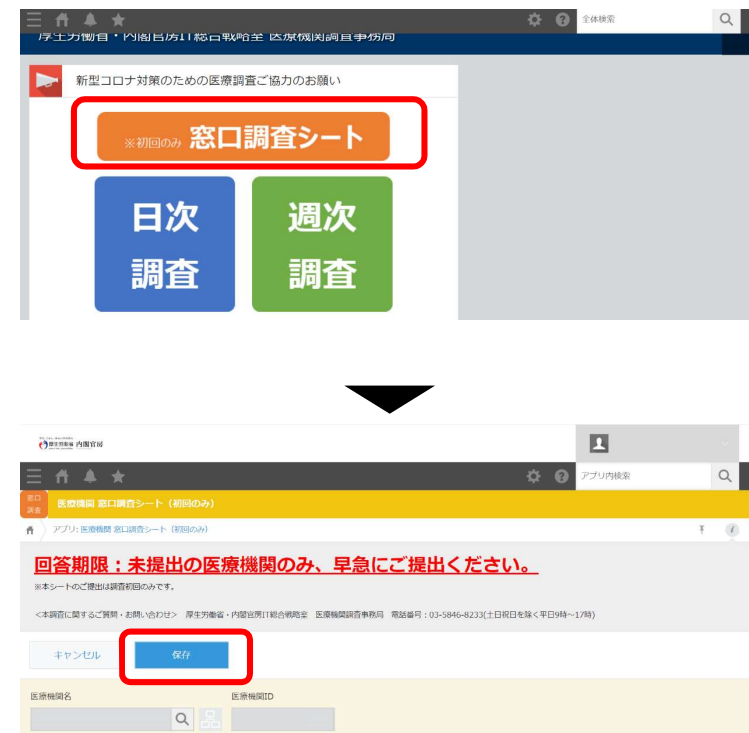 全体検索
厚生労働省・内閣官房IT総合戦略室 医療機関調査事務局
新型コロナ対策のための医療調査ご協力のお願い
※初回のみ 窓口調査シート
日次
調査
週次
調査
厚生労働省 内閣官房
アプリ内検索
窓口
調査
医療機関 窓口調査シート（初回のみ）
アプリ: 医療機関 窓口調査シート（初回のみ）
回答期限：未提出の医療機関のみ、早急にご提出ください。
※本シートのご提出は調査初回のみです。
＜本調査に関するご質問・お問い合わせ＞ 厚生労働省・内閣官房IT総合戦略室 医療機関調査事務局 電話番号：03-5846-8233(土日祝日を除く平日9時～17時)
キャンセル
保存
医療機関名
医療機関ID